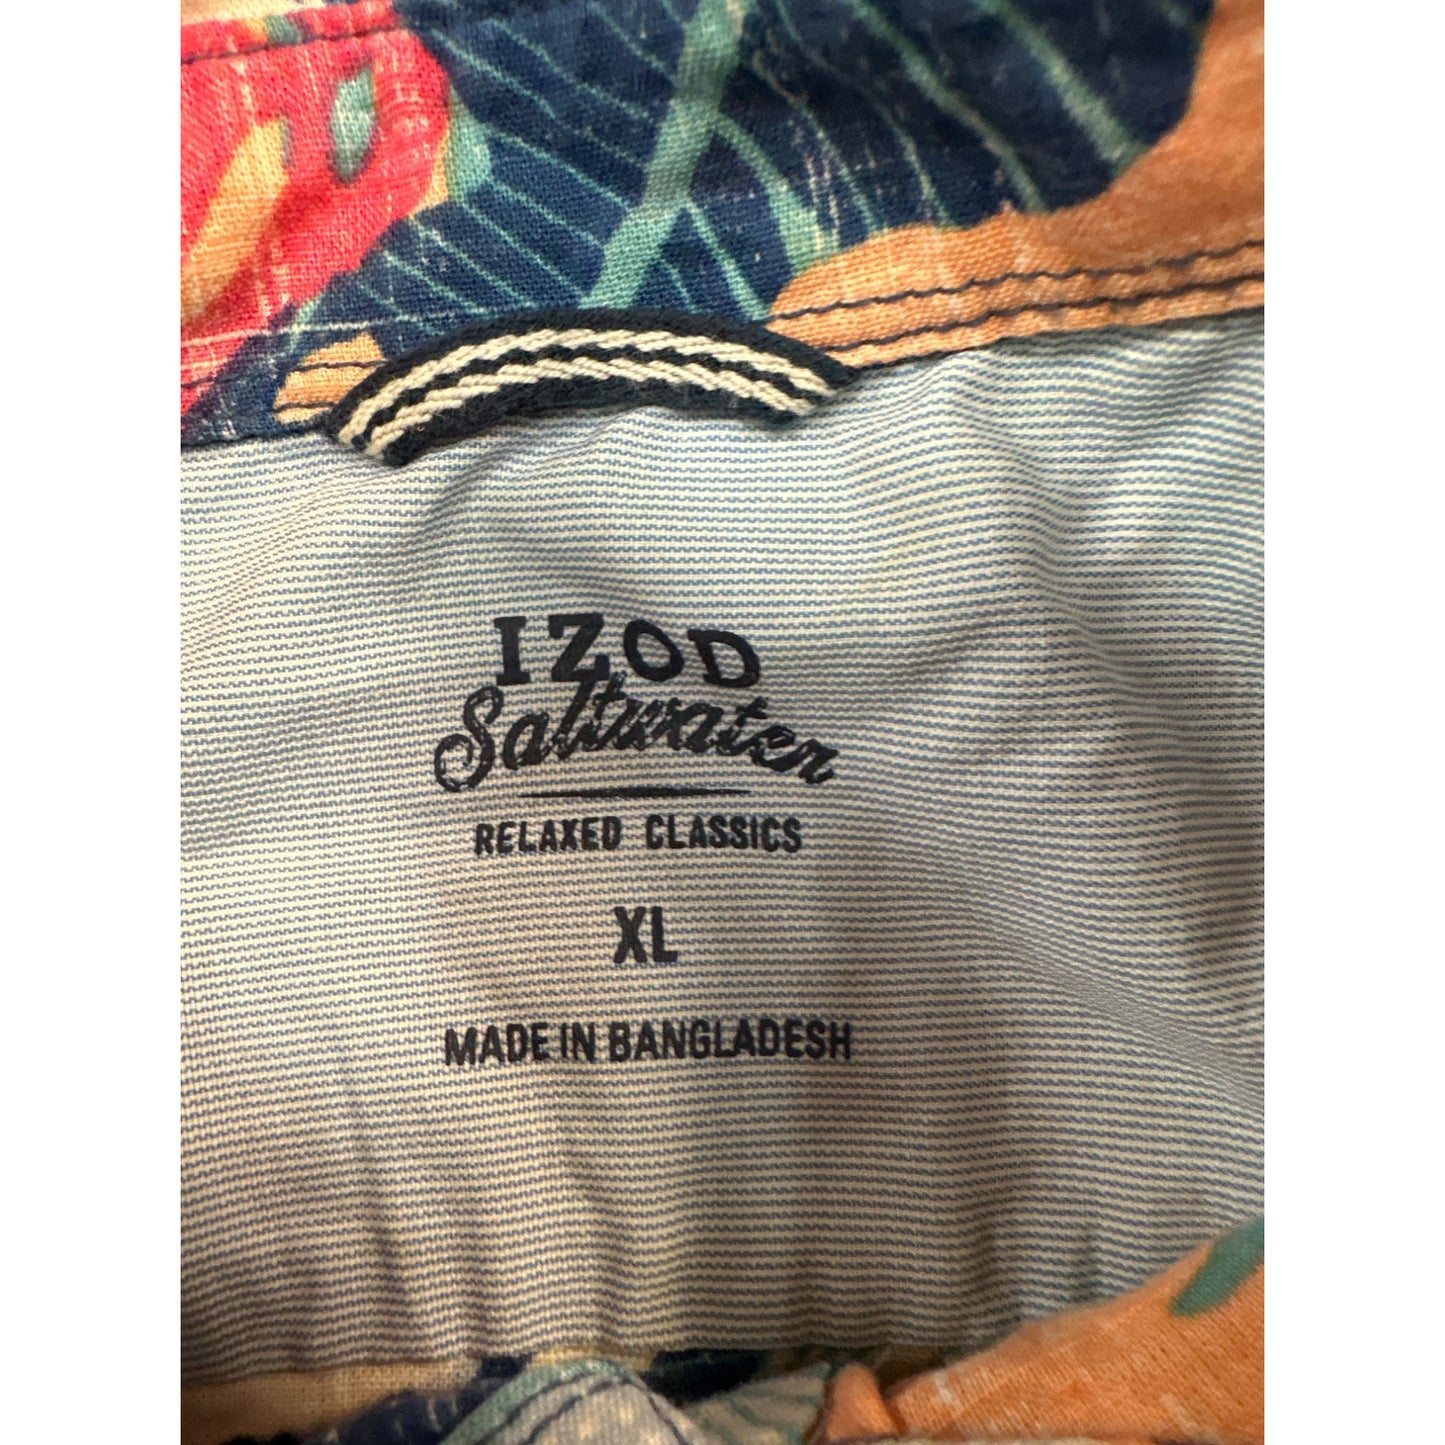 IZOD
Saltwater
RELAXED CLASSICS
XL
MADE IN BANGLADESH